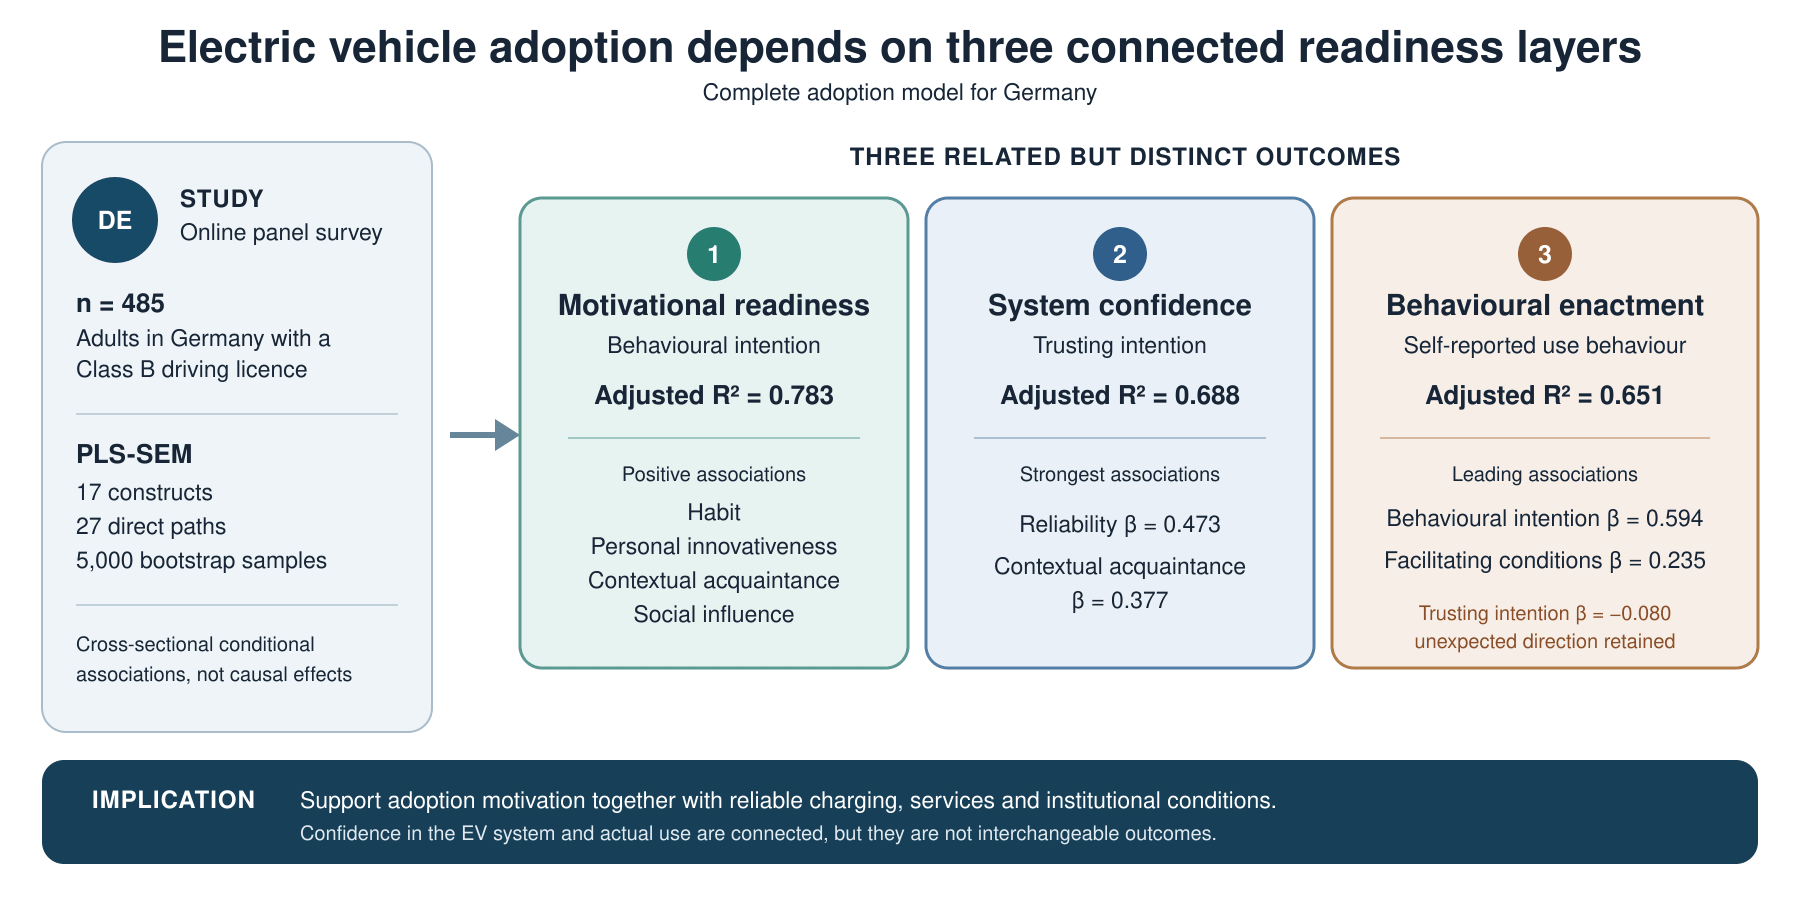 Electric vehicle adoption depends on three connected readiness layers
Complete adoption model for Germany
DE
STUDY
Online panel survey
n = 485
Adults in Germany with a
Class B driving licence
PLS-SEM
17 constructs
27 direct paths
5,000 bootstrap samples
Cross-sectional conditional
associations, not causal effects
THREE RELATED BUT DISTINCT OUTCOMES
1
Motivational readiness
Behavioural intention
Adjusted R² = 0.783
Positive associations
Habit
Personal innovativeness
Contextual acquaintance
Social influence
2
System confidence
Trusting intention
Adjusted R² = 0.688
Strongest associations
Reliability β = 0.473
Contextual acquaintance
β = 0.377
3
Behavioural enactment
Self-reported use behaviour
Adjusted R² = 0.651
Leading associations
Behavioural intention β = 0.594
Facilitating conditions β = 0.235
Trusting intention β = −0.080
unexpected direction retained
IMPLICATION
Support adoption motivation together with reliable charging, services and institutional conditions.
Confidence in the EV system and actual use are connected, but they are not interchangeable outcomes.